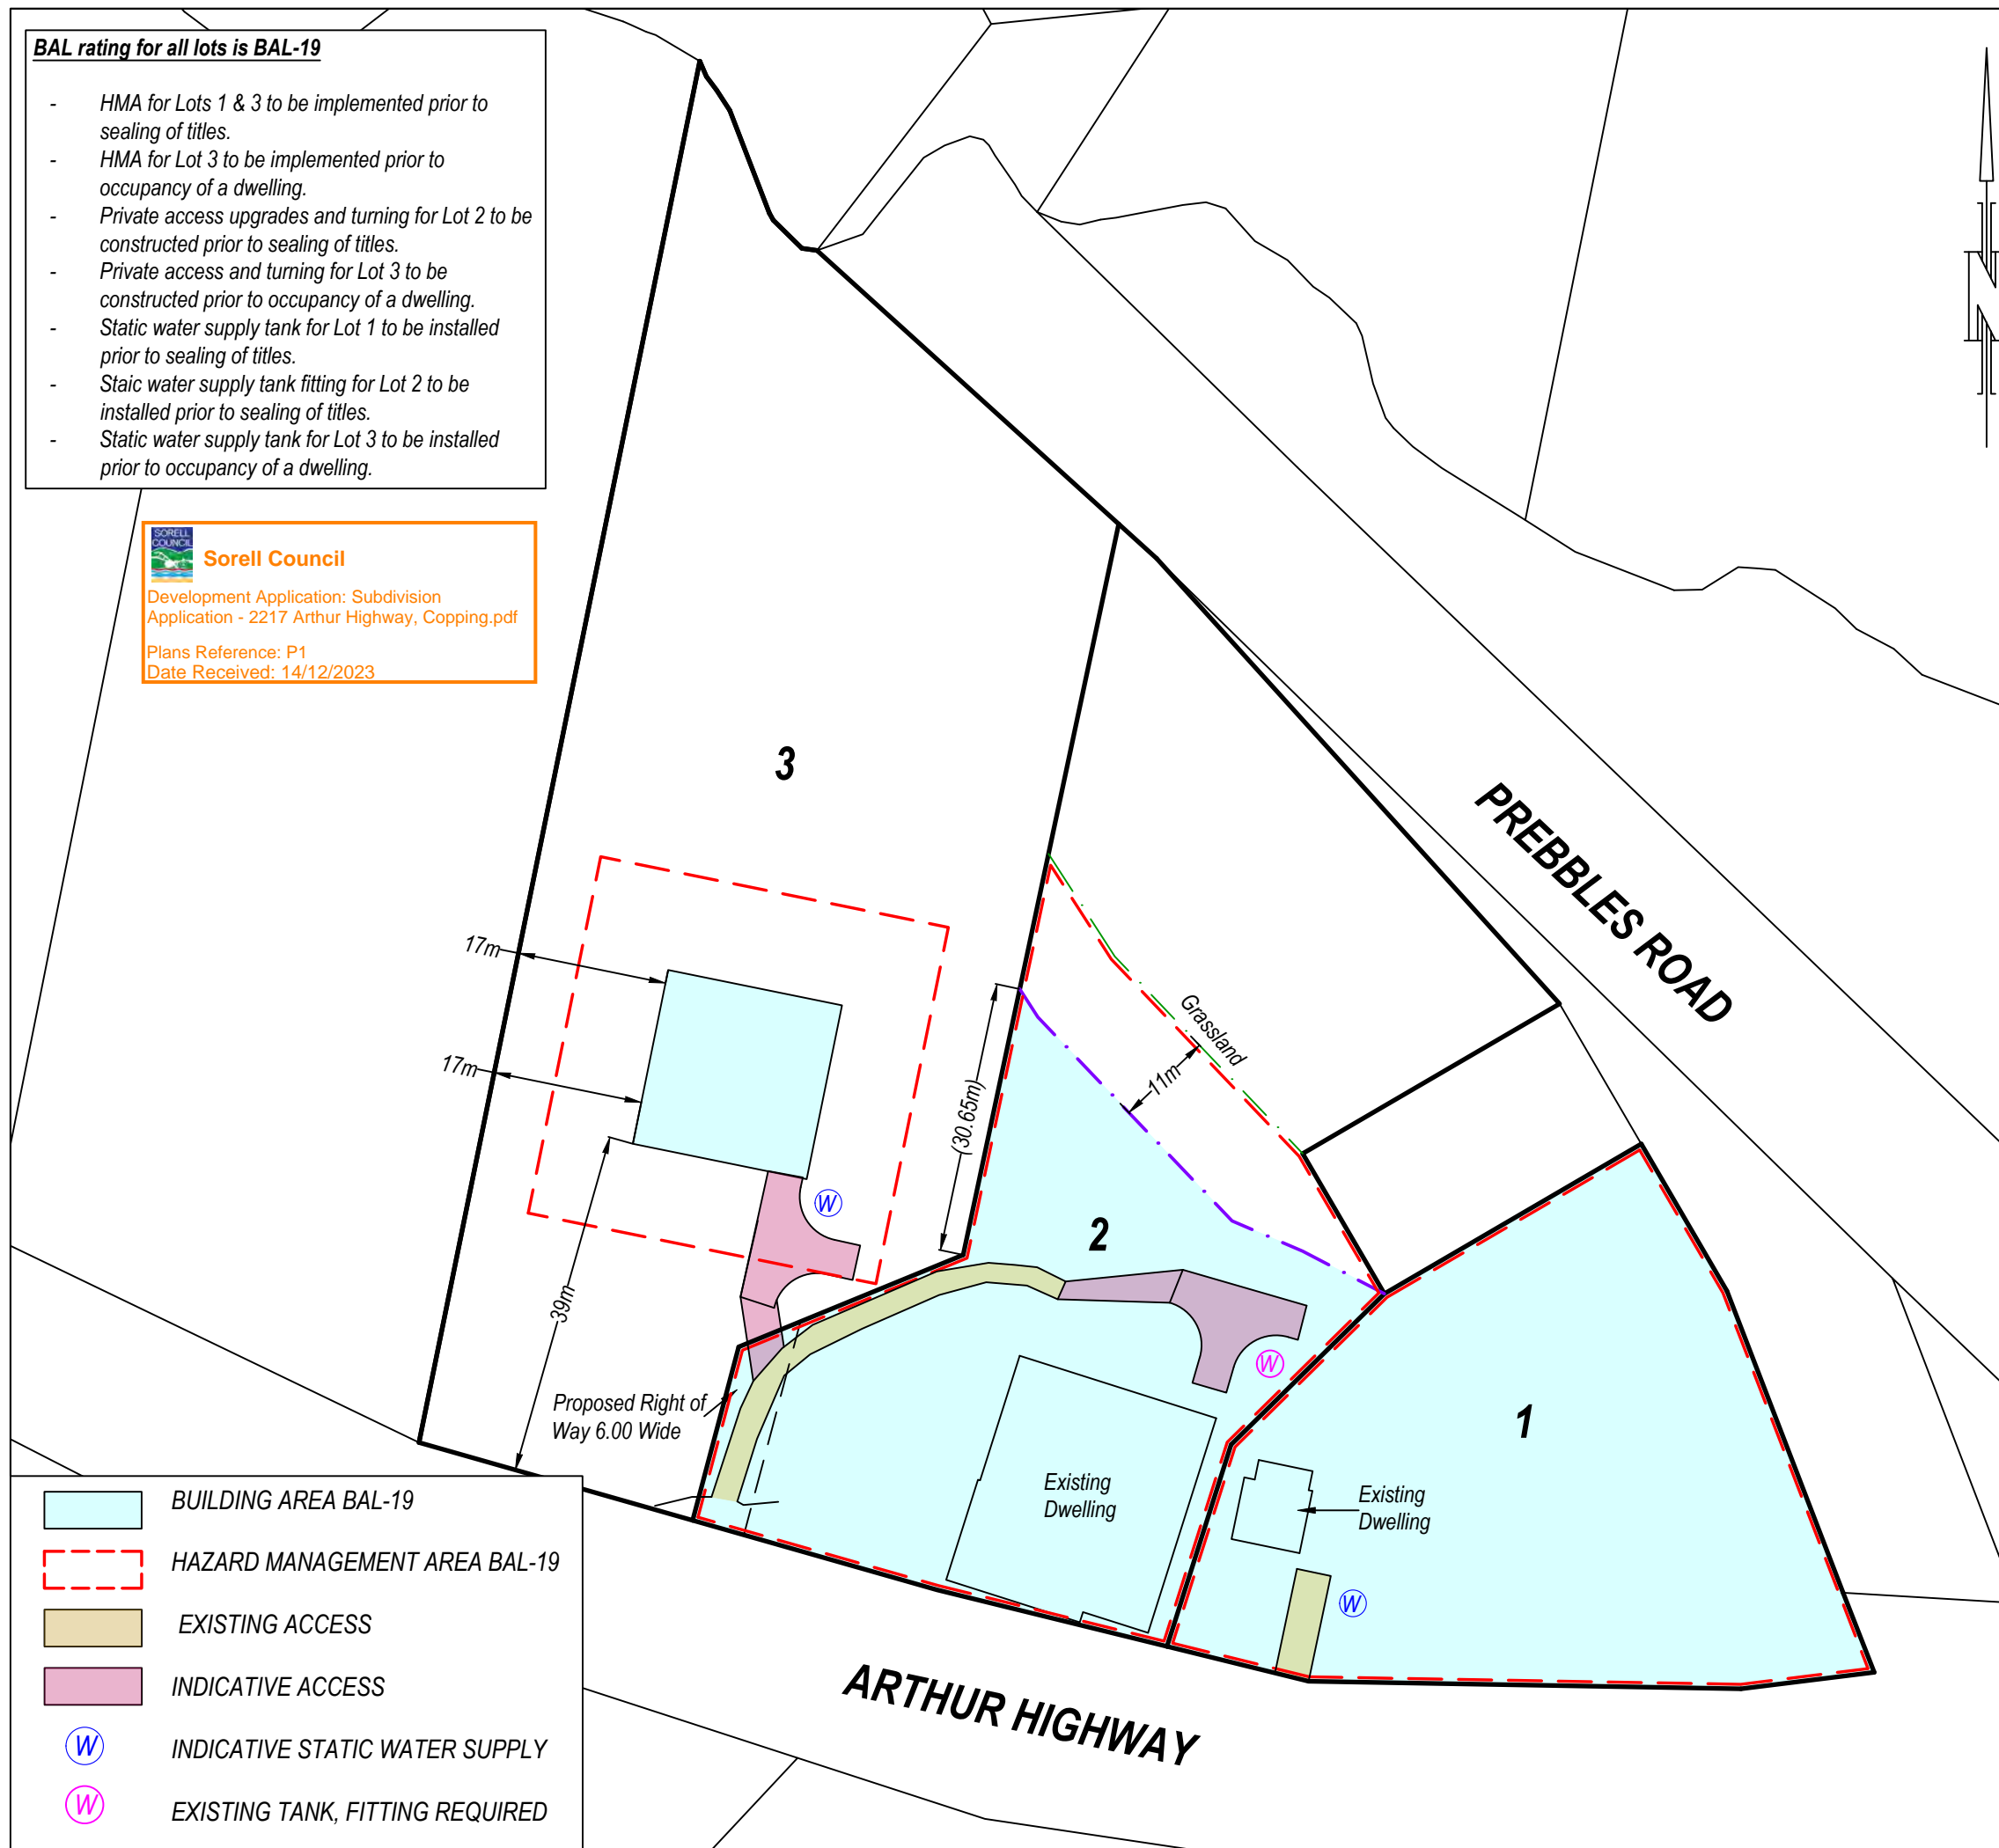 BAL rating for all lots is BAL-19
- HMA for Lots 1 & 3 to be implemented prior to
sealing of titles.
- HMA for Lot 3 to be implemented prior to
occupancy of a dwelling.
- Private access upgrades and turning for Lot 2 to be
constructed prior to sealing of titles.
- Private access and turning for Lot 3 to be
constructed prior to occupancy of a dwelling.
- Static water supply tank for Lot 1 to be installed
prior to sealing of titles.
- Staic water supply tank fitting for Lot 2 to be
installed prior to sealing of titles.
- Static water supply tank for Lot 3 to be installed
prior to occupancy of a dwelling.
SORELL
COUNCIL
Sorell Council
Development Application: Subdivision
Application - 2217 Arthur Highway, Copping.pdf
Plans Reference: P1
Date Received: 14/12/2023
N
3
PREBBLES ROAD
17m
17m
Grassland
11m
(30.65m)
W
2
39m
W
Proposed Right of
Way 6.00 Wide
1
Existing
Dwelling
Existing
Dwelling
W
ARTHUR HIGHWAY
BUILDING AREA BAL-19
HAZARD MANAGEMENT AREA BAL-19
EXISTING ACCESS
INDICATIVE ACCESS
W INDICATIVE STATIC WATER SUPPLY
W EXISTING TANK, FITTING REQUIRED